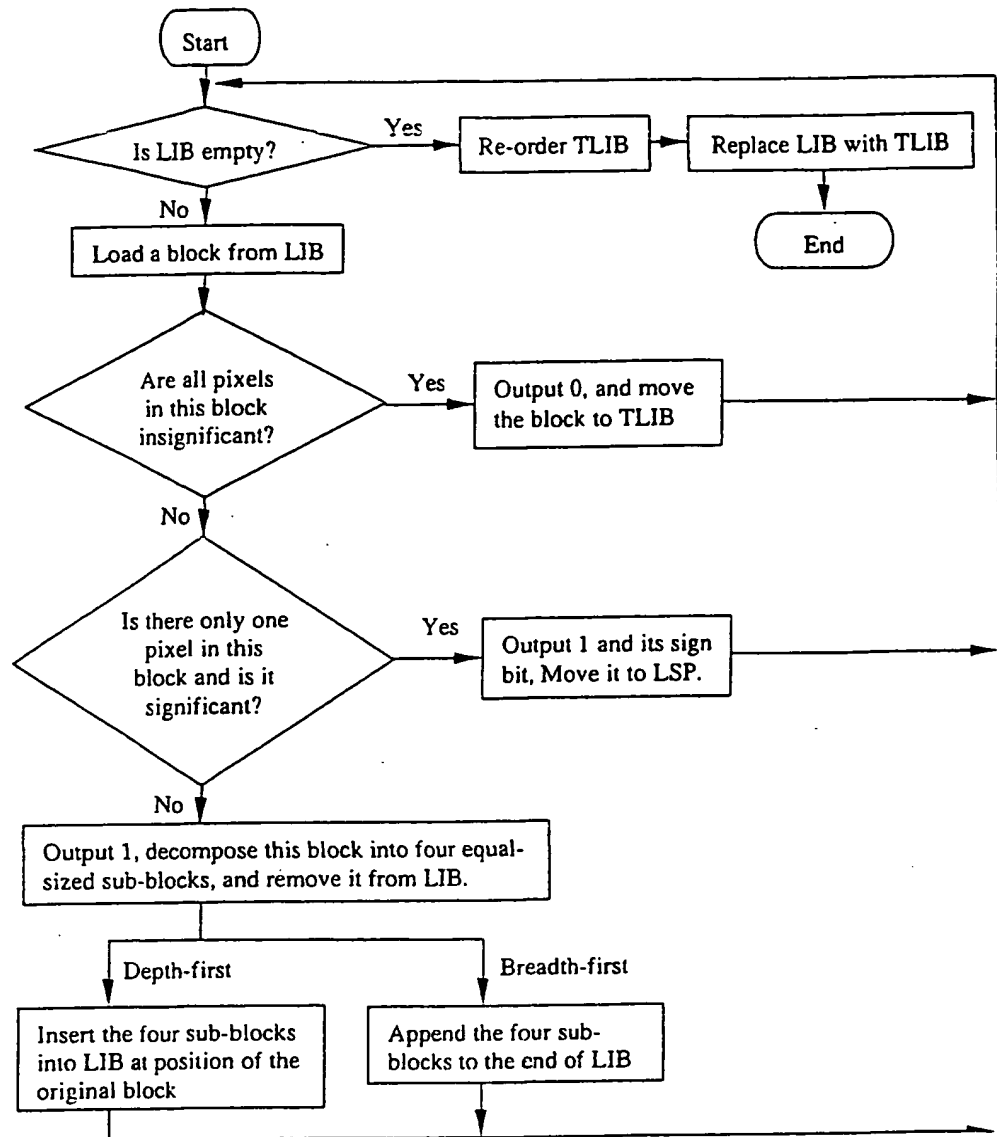 Start
Is LIB empty?
Yes
Re-order TLIB
Replace LIB with TLIB
No
End
Load a block from LIB
Are all pixels
in this block
insignificant?
Yes
Output 0, and move
the block to TLIB
No
Is there only one
pixel in this
block and is it
significant?
Yes
Output 1 and its sign
bit, Move it to LSP.
No
Output 1, decompose this block into four equal-
sized sub-blocks, and remove it from LIB.
Depth-first
Breadth-first
Insert the four sub-blocks
into LIB at position of the
original block
Append the four sub-
blocks to the end of LIB